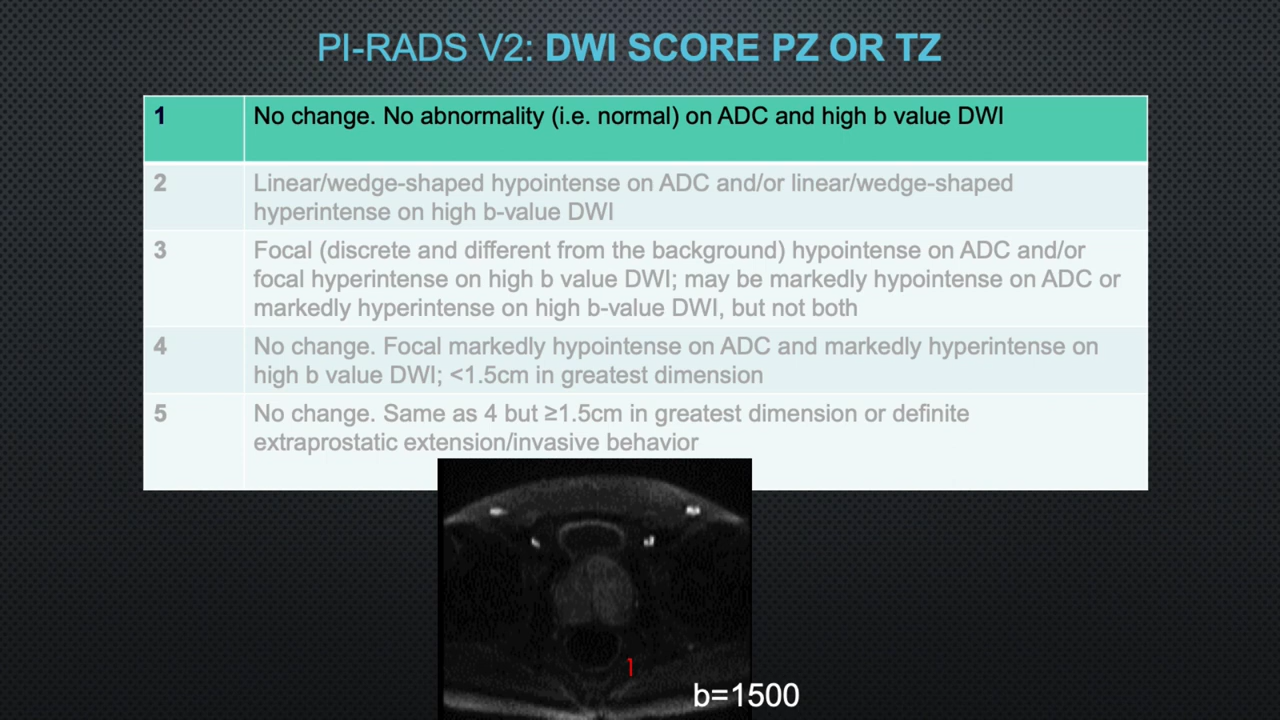 PI-RADS V2: DWI SCORE PZ OR TZ
1 No change. No abnormality (i.e. normal) on ADC and high b value DWI
2 Linear/wedge-shaped hypointense on ADC and/or linear/wedge-shaped
hyperintense on high b-value DWI
3 Focal (discrete and different from the background) hypointense on ADC and/or
focal hyperintense on high b value DWI; may be markedly hypointense on ADC or
markedly hyperintense on high b-value DWI, but not both
4 No change. Focal markedly hypointense on ADC and markedly hyperintense on
high b value DWI; <1.5cm in greatest dimension
5 No change. Same as 4 but ≥1.5cm in greatest dimension or definite
extraprostatic extension/invasive behavior
1
b=1500